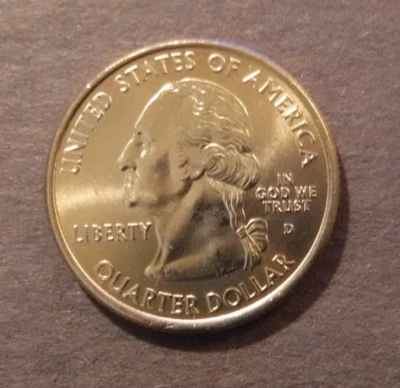 UNITED STATES OF AMERICA
LIBERTY
IN
GOD WE
TRUST
D
QUARTER DOLLAR